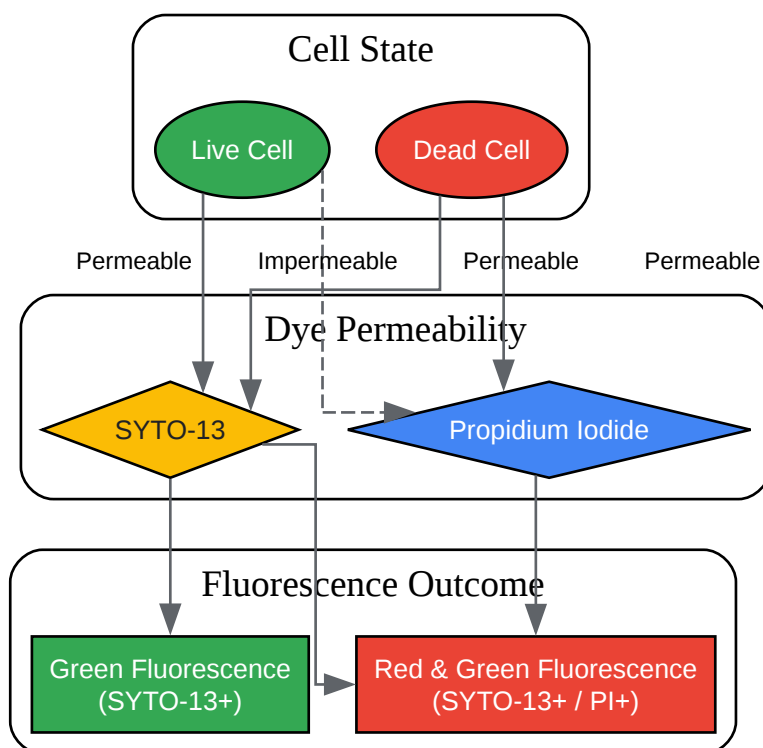 Cell State
Live Cell
Dead Cell
Permeable
Impermeable
Permeable
Permeable
Dye Permeability
SYTO-13
Propidium Iodide
Fluorescence Outcome
Green Fluorescence
(SYTO-13+)
Red & Green Fluorescence
(SYTO-13+ / PI+)